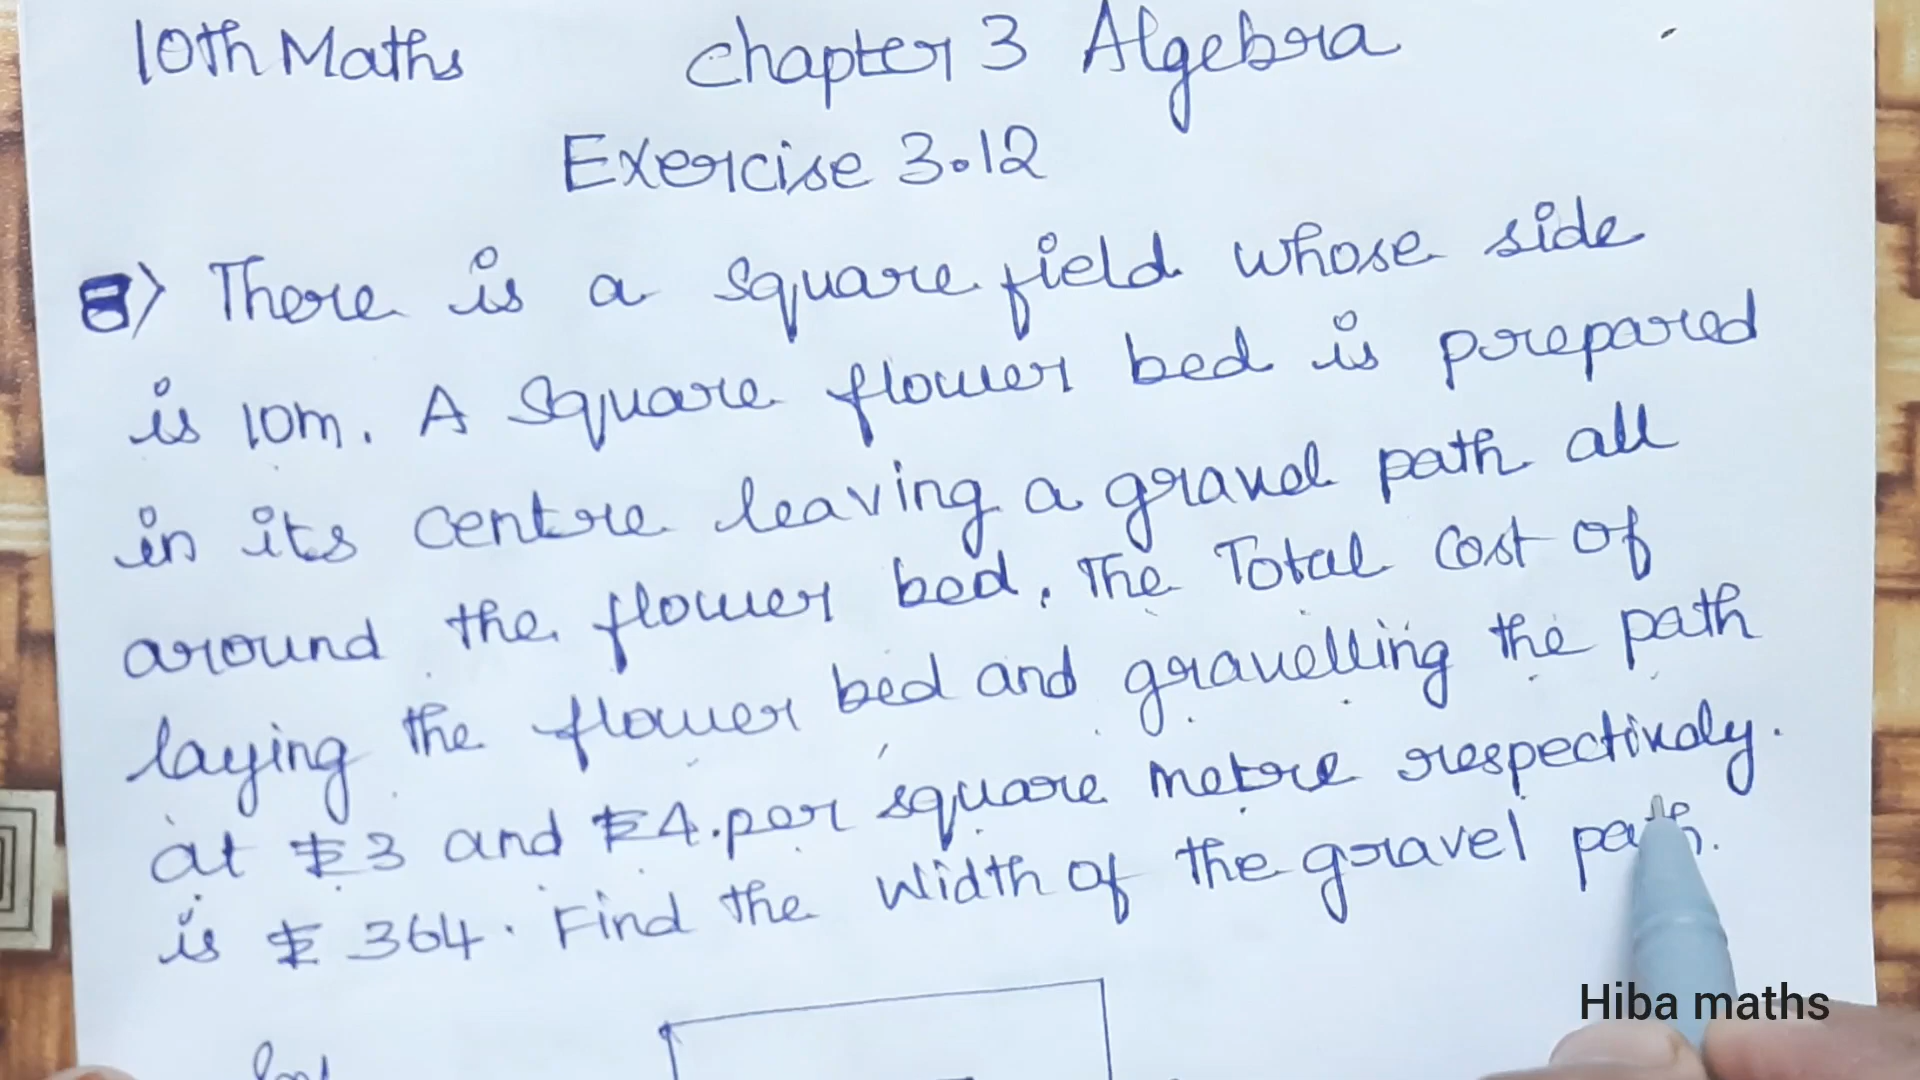 10th Maths chapter 3 Algebra
Exercise 3.12
8) There is a square field whose side
is 10m. A Square flower bed is prepared
in its centre leaving a gravel path all
around the flower bed. The Total Cost of
laying the flower bed and gravelling the path
at ₹3 and ₹4.per square metre respectively.
is ₹ 364. Find the width of the gravel path.
Hiba maths